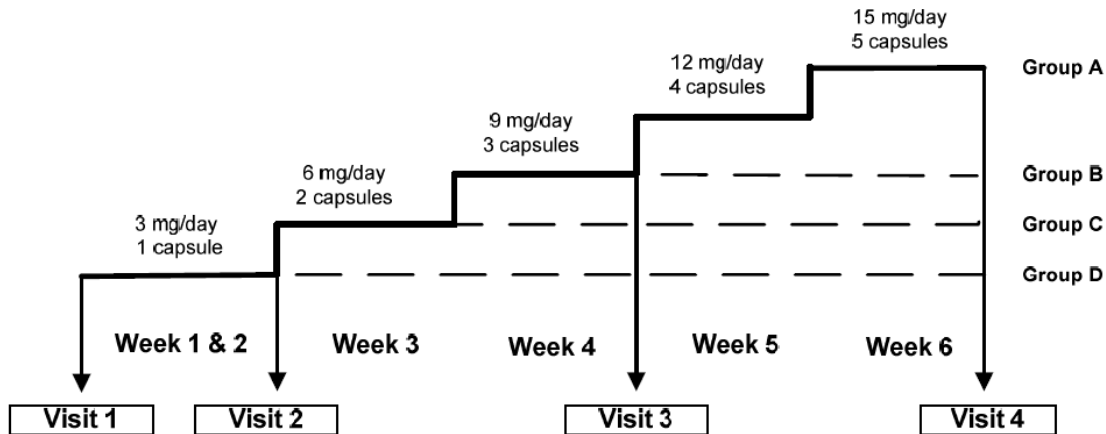 15 mg/day
5 capsules
Group A
12 mg/day
4 capsules
9 mg/day
3 capsules
Group B
6 mg/day
2 capsules
Group C
3 mg/day
1 capsule
Group D
Week 1 & 2
Week 3
Week 4
Week 5
Week 6
Visit 1
Visit 2
Visit 3
Visit 4